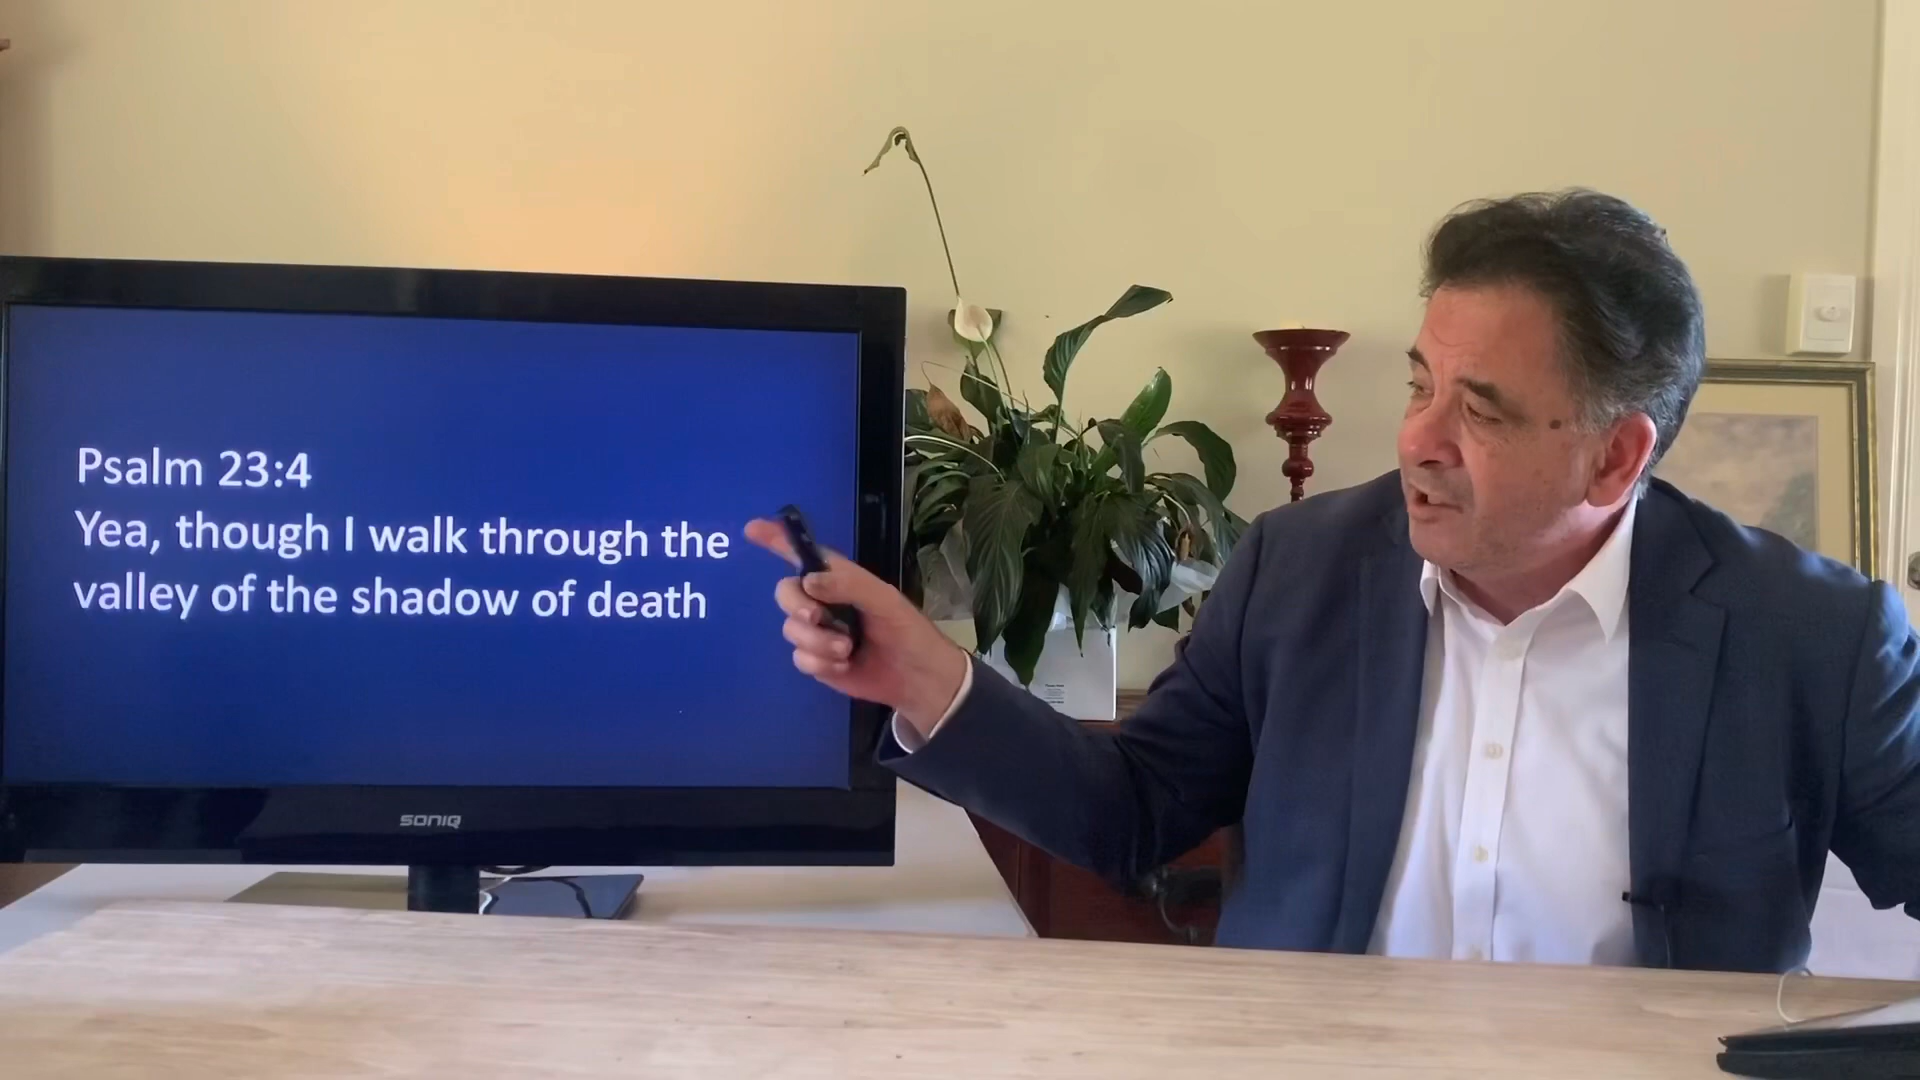 Psalm 23:4
Yea, though I walk through the
valley of the shadow of death
SONIQ